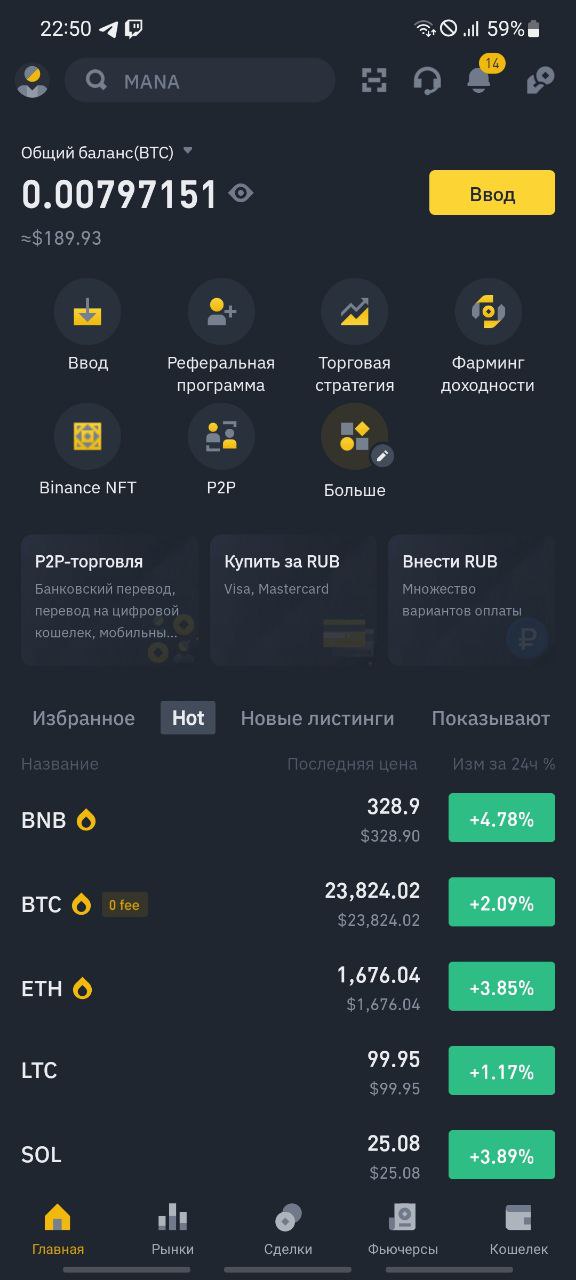 22:50 59%
MANA 14
Общий баланс(BTC)
0.00797151 Ввод
≈$189.93
Ввод Реферальная программа Торговая стратегия Фарминг доходности
Binance NFT P2P Больше
P2P-торговля
Банковский перевод,
перевод на цифровой
кошелек, мобильны...
Купить за RUB
Visa, Mastercard
Внести RUB
Множество
вариантов оплаты
Избранное Hot Новые листинги Показывают
Название Последняя цена Изм за 24ч %
BNB 328.9 +4.78%
$328.90
BTC 0 fee 23,824.02 +2.09%
$23,824.02
ETH 1,676.04 +3.85%
$1,676.04
LTC 99.95 +1.17%
$99.95
SOL 25.08 +3.89%
$25.08
Главная Рынки Сделки Фьючерсы Кошелек